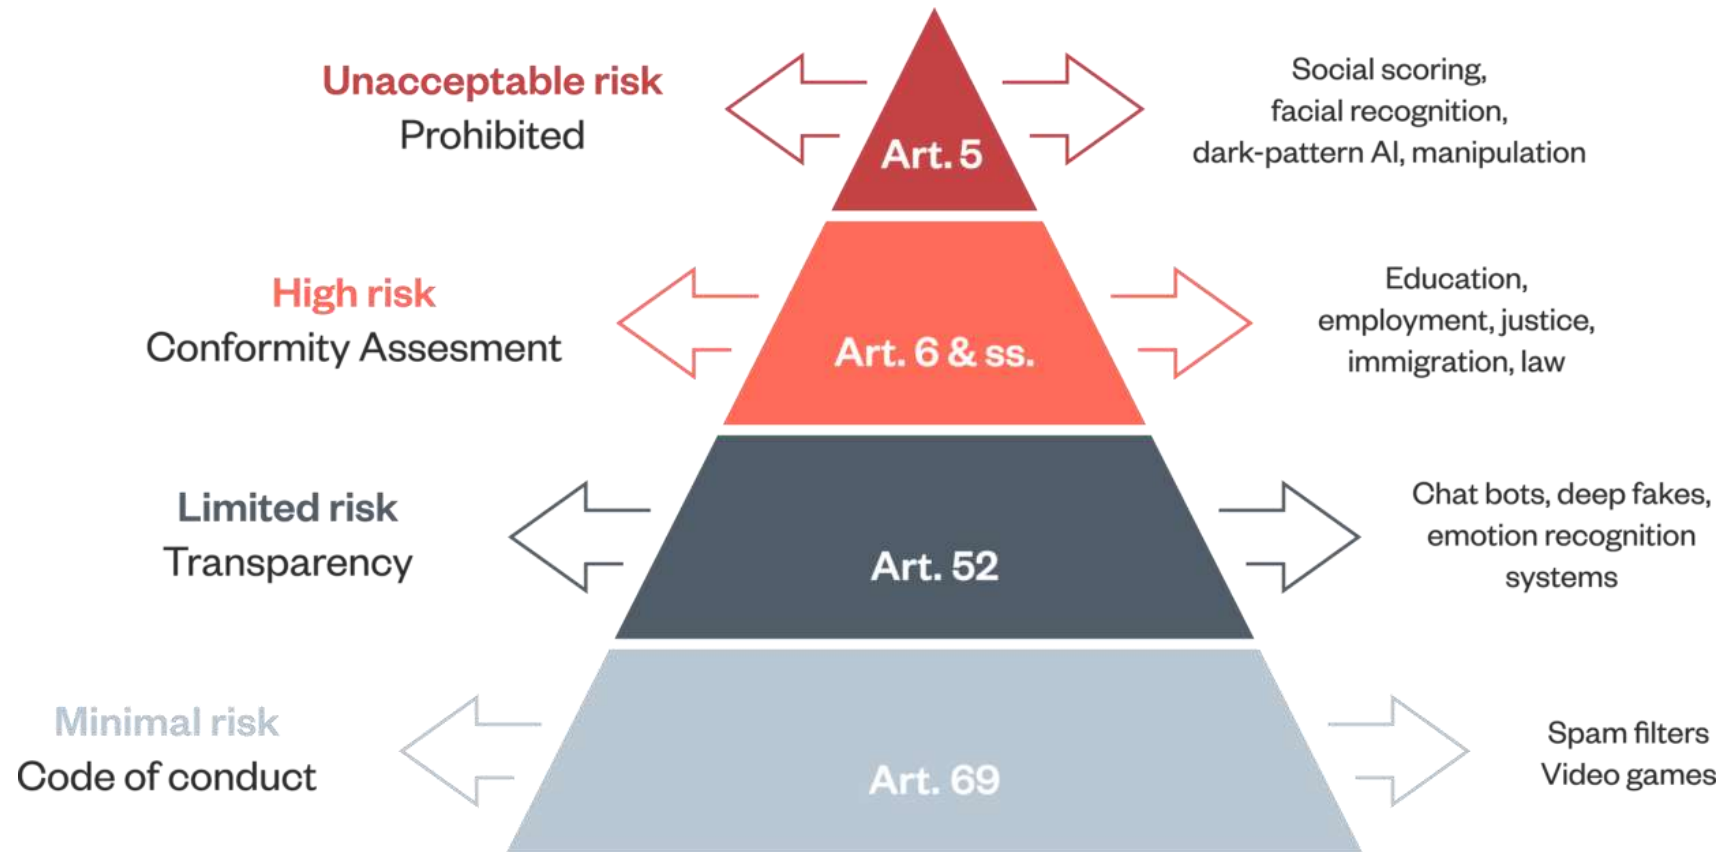 Unacceptable risk
Prohibited
Art. 5
Social scoring,
facial recognition,
dark-pattern AI, manipulation
High risk
Conformity Assesment
Art. 6 & ss.
Education,
employment, justice,
immigration, law
Limited risk
Transparency
Art. 52
Chat bots, deep fakes,
emotion recognition
systems
Minimal risk
Code of conduct
Art. 69
Spam filters
Video games